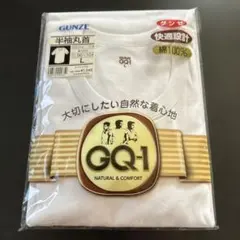 GUNZE
グンゼ
半袖丸首
快適設計
綿100%
L
GQ-1
L
大切にしたい自然な着心地
GQ-1
NATURAL & COMFORT